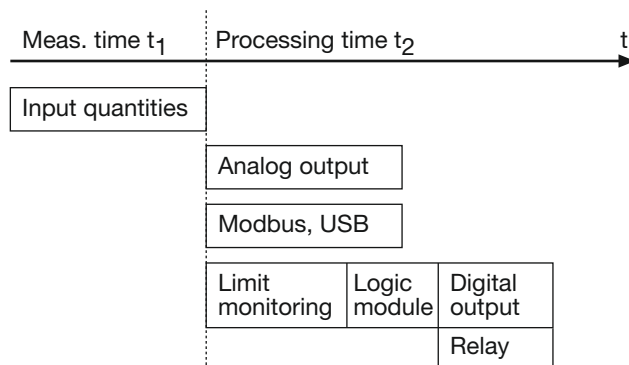 Meas. time t1
Processing time t2
t
Input quantities
Analog output
Modbus, USB
Limit
monitoring
Logic
module
Digital
output
Relay